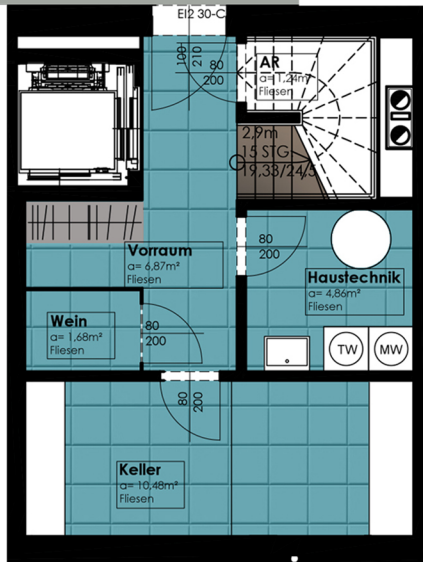 EI2 30-C
100
210
80
200
AR
a= 1,24m²
Fliesen
2,9m
15 STG
19,33/24,5
Vorraum
a= 6,87m²
Fliesen
80
200
Haustechnik
a= 4,86m²
Fliesen
Wein
a= 1,68m²
Fliesen
80
200
TW
MW
80
200
Keller
a= 10,48m²
Fliesen